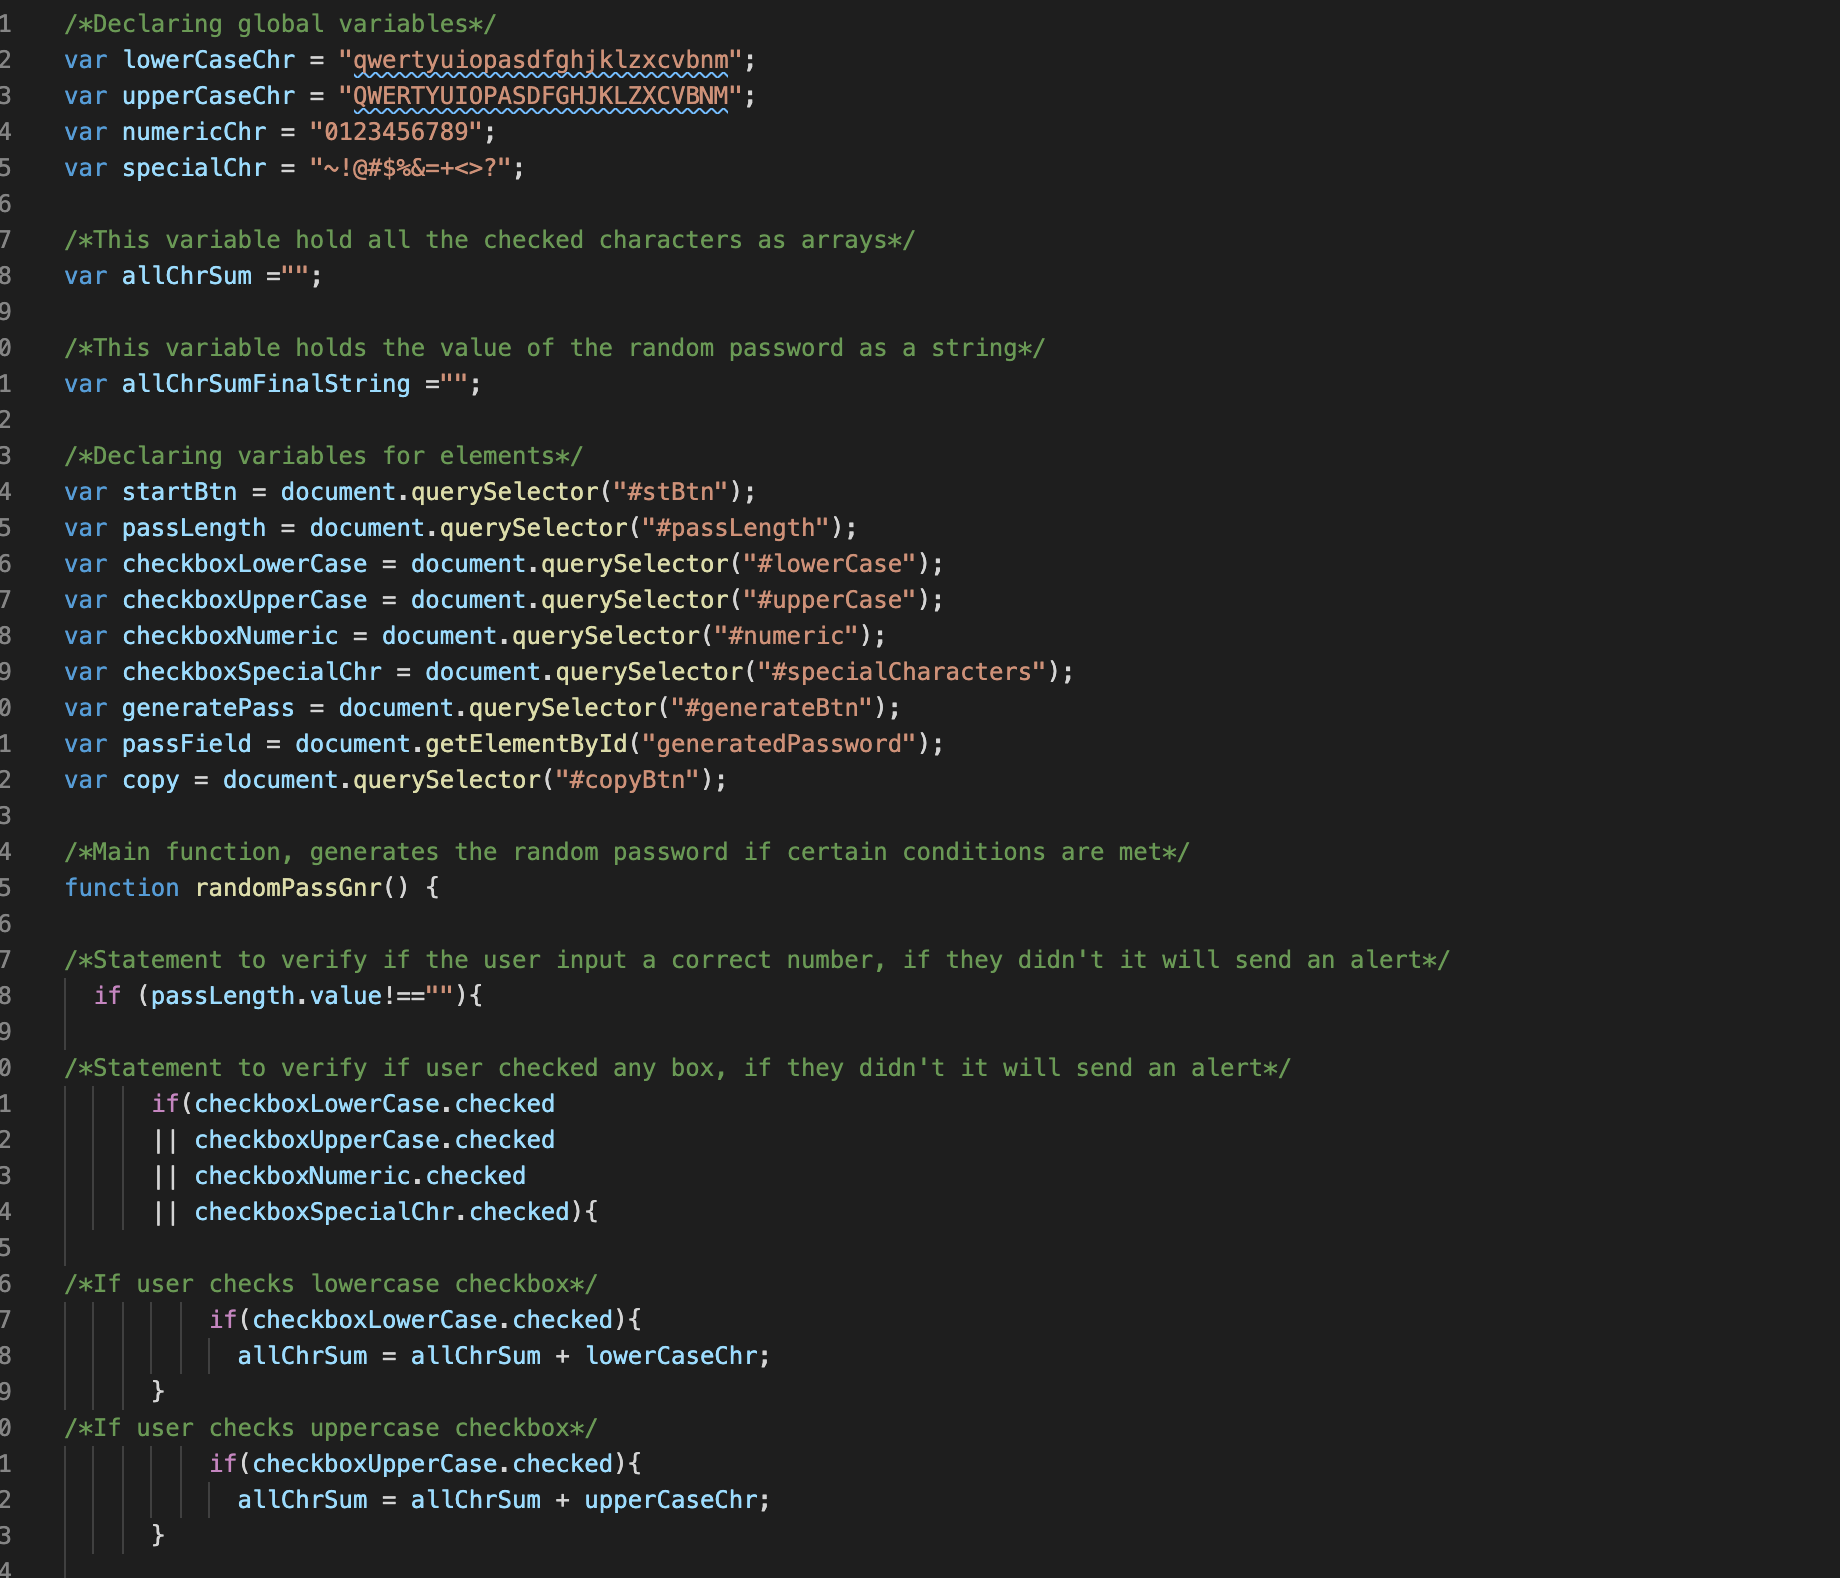 1 /*Declaring global variables*/
2 var lowerCaseChr = "qwertyuiopasdfghjklzxcvbnm";
3 var upperCaseChr = "QWERTYUIOPASDFGHJKLZXCVBNM";
4 var numericChr = "0123456789";
5 var specialChr = "~!@#$%&=+<>?";
6
7 /*This variable hold all the checked characters as arrays*/
8 var allChrSum ="";
9
0 /*This variable holds the value of the random password as a string*/
1 var allChrSumFinalString ="";
2
3 /*Declaring variables for elements*/
4 var startBtn = document.querySelector("#stBtn");
5 var passLength = document.querySelector("#passLength");
6 var checkboxLowerCase = document.querySelector("#lowerCase");
7 var checkboxUpperCase = document.querySelector("#upperCase");
8 var checkboxNumeric = document.querySelector("#numeric");
9 var checkboxSpecialChr = document.querySelector("#specialCharacters");
0 var generatePass = document.querySelector("#generateBtn");
1 var passField = document.getElementById("generatedPassword");
2 var copy = document.querySelector("#copyBtn");
3
4 /*Main function, generates the random password if certain conditions are met*/
5 function randomPassGnr() {
6
7 /*Statement to verify if the user input a correct number, if they didn't it will send an alert*/
8 if (passLength.value!==""){
9
0 /*Statement to verify if user checked any box, if they didn't it will send an alert*/
1 if(checkboxLowerCase.checked
2 || checkboxUpperCase.checked
3 || checkboxNumeric.checked
4 || checkboxSpecialChr.checked){
5
6 /*If user checks lowercase checkbox*/
7 if(checkboxLowerCase.checked){
8 allChrSum = allChrSum + lowerCaseChr;
9 }
0 /*If user checks uppercase checkbox*/
1 if(checkboxUpperCase.checked){
2 allChrSum = allChrSum + upperCaseChr;
3 }
4